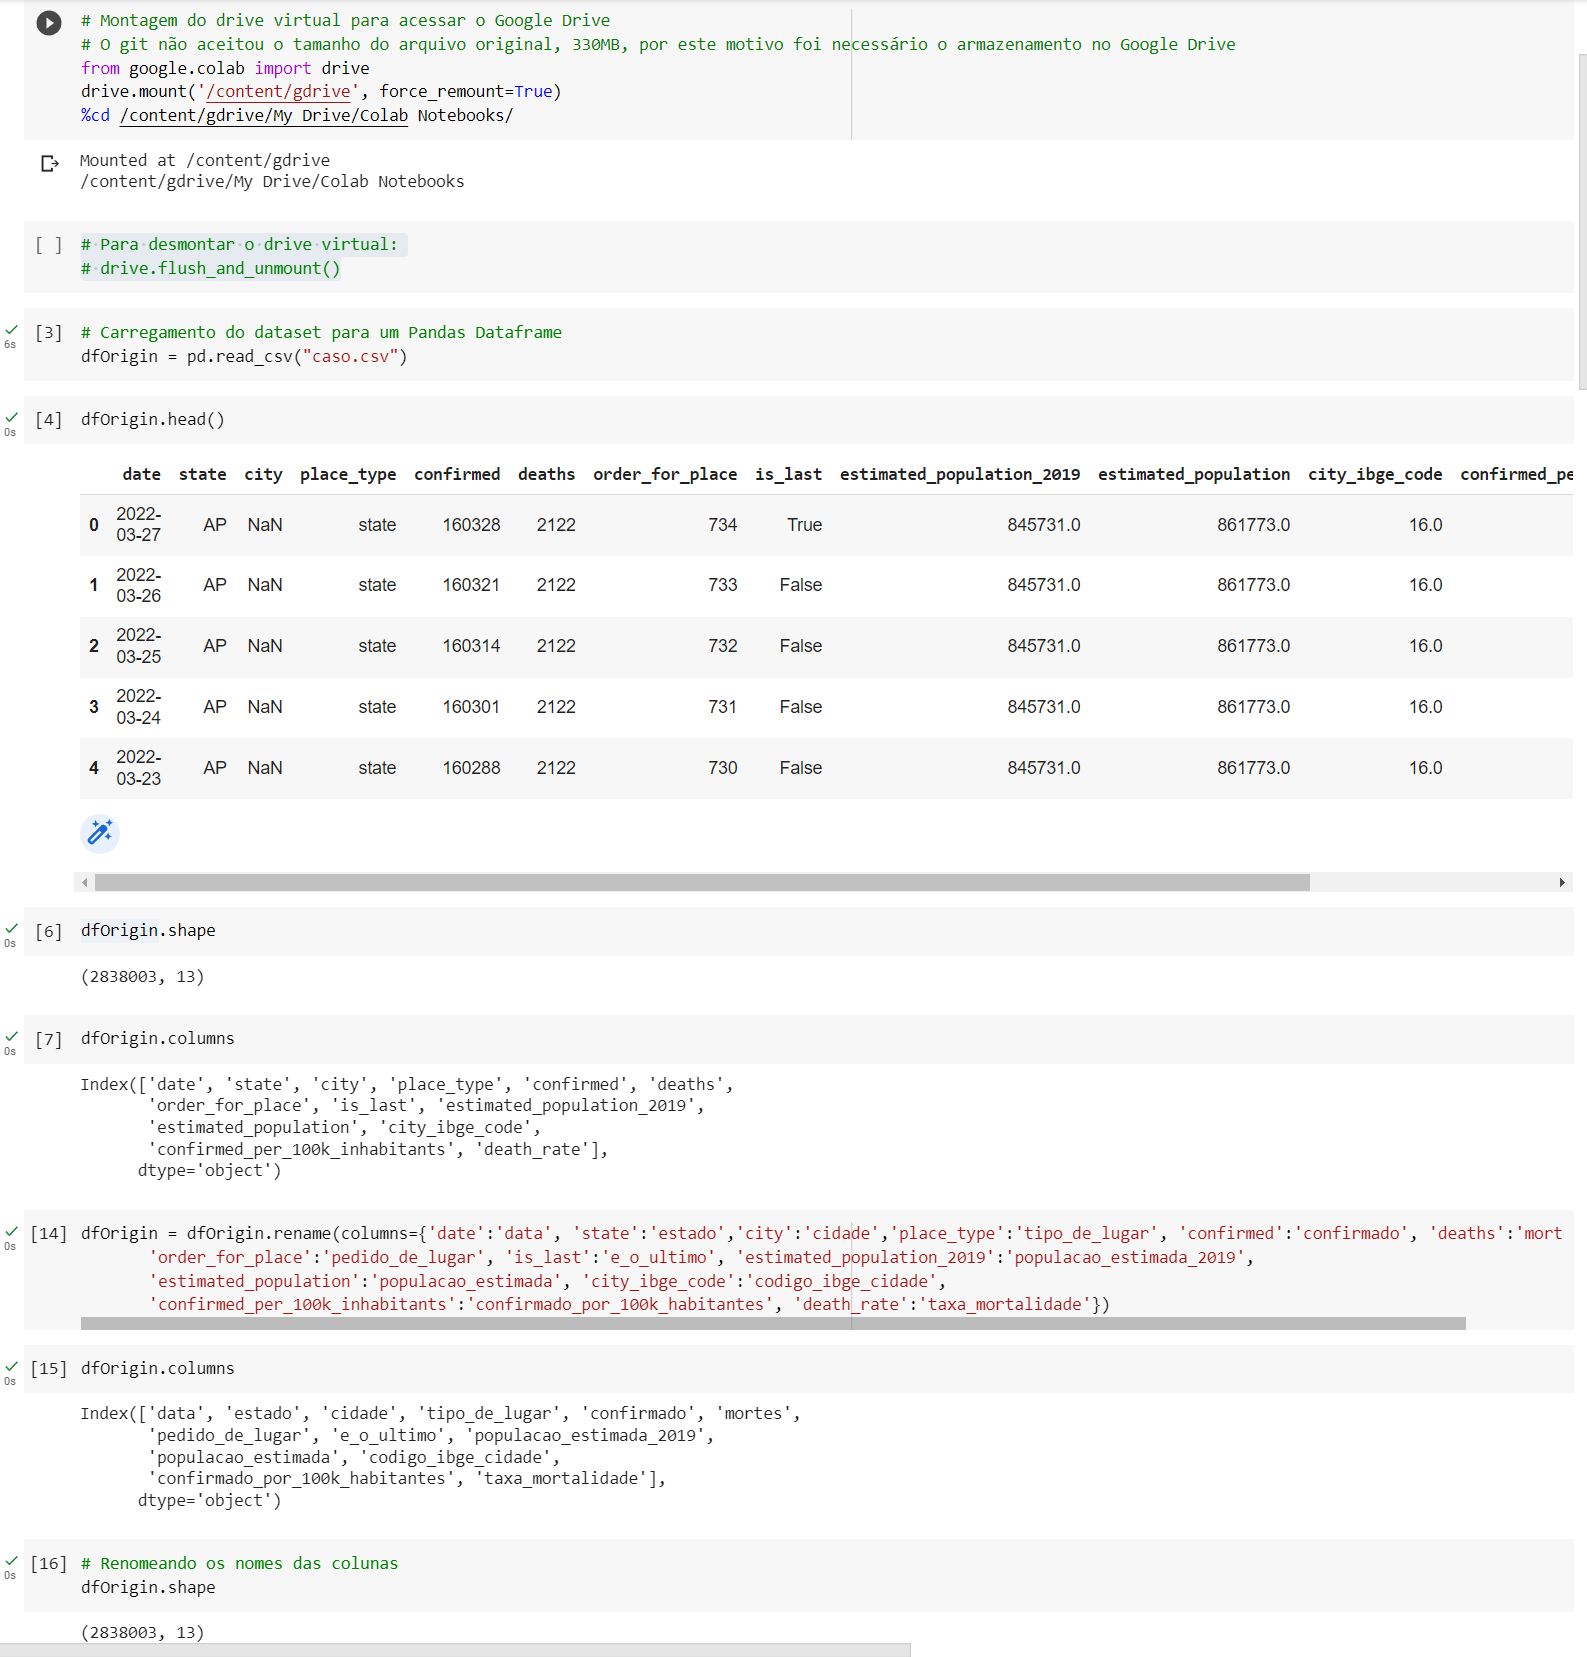 # Montagem do drive virtual para acessar o Google Drive
# O git não aceitou o tamanho do arquivo original, 330MB, por este motivo foi necessário o armazenamento no Google Drive
from google.colab import drive
drive.mount('/content/gdrive', force_remount=True)
%cd /content/gdrive/My Drive/Colab Notebooks/
Mounted at /content/gdrive
/content/gdrive/My Drive/Colab Notebooks
[ ] # Para desmontar o drive virtual:
# drive.flush_and_unmount()
6s [3] # Carregamento do dataset para um Pandas Dataframe
dfOrigin = pd.read_csv("caso.csv")
0s [4] dfOrigin.head()
date state city place_type confirmed deaths order_for_place is_last estimated_population_2019 estimated_population city_ibge_code confirmed_pe
0 2022-03-27 AP NaN state 160328 2122 734 True 845731.0 861773.0 16.0
1 2022-03-26 AP NaN state 160321 2122 733 False 845731.0 861773.0 16.0
2 2022-03-25 AP NaN state 160314 2122 732 False 845731.0 861773.0 16.0
3 2022-03-24 AP NaN state 160301 2122 731 False 845731.0 861773.0 16.0
4 2022-03-23 AP NaN state 160288 2122 730 False 845731.0 861773.0 16.0
0s [6] dfOrigin.shape
(2838003, 13)
0s [7] dfOrigin.columns
Index(['date', 'state', 'city', 'place_type', 'confirmed', 'deaths',
'order_for_place', 'is_last', 'estimated_population_2019',
'estimated_population', 'city_ibge_code',
'confirmed_per_100k_inhabitants', 'death_rate'],
dtype='object')
0s [14] dfOrigin = dfOrigin.rename(columns={'date':'data', 'state':'estado','city':'cidade','place_type':'tipo_de_lugar', 'confirmed':'confirmado', 'deaths':'mort
'order_for_place':'pedido_de_lugar', 'is_last':'e_o_ultimo', 'estimated_population_2019':'populacao_estimada_2019',
'estimated_population':'populacao_estimada', 'city_ibge_code':'codigo_ibge_cidade',
'confirmed_per_100k_inhabitants':'confirmado_por_100k_habitantes', 'death_rate':'taxa_mortalidade'})
0s [15] dfOrigin.columns
Index(['data', 'estado', 'cidade', 'tipo_de_lugar', 'confirmado', 'mortes',
'pedido_de_lugar', 'e_o_ultimo', 'populacao_estimada_2019',
'populacao_estimada', 'codigo_ibge_cidade',
'confirmado_por_100k_habitantes', 'taxa_mortalidade'],
dtype='object')
0s [16] # Renomeando os nomes das colunas
dfOrigin.shape
(2838003, 13)